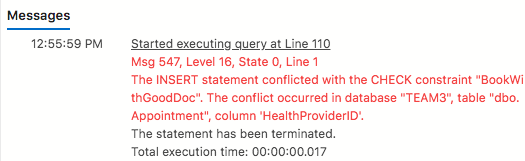 Messages
12:55:59 PM Started executing query at Line 110
Msg 547, Level 16, State 0, Line 1
The INSERT statement conflicted with the CHECK constraint "BookWi
thGoodDoc". The conflict occurred in database "TEAM3", table "dbo.
Appointment", column 'HealthProviderID'.
The statement has been terminated.
Total execution time: 00:00:00.017